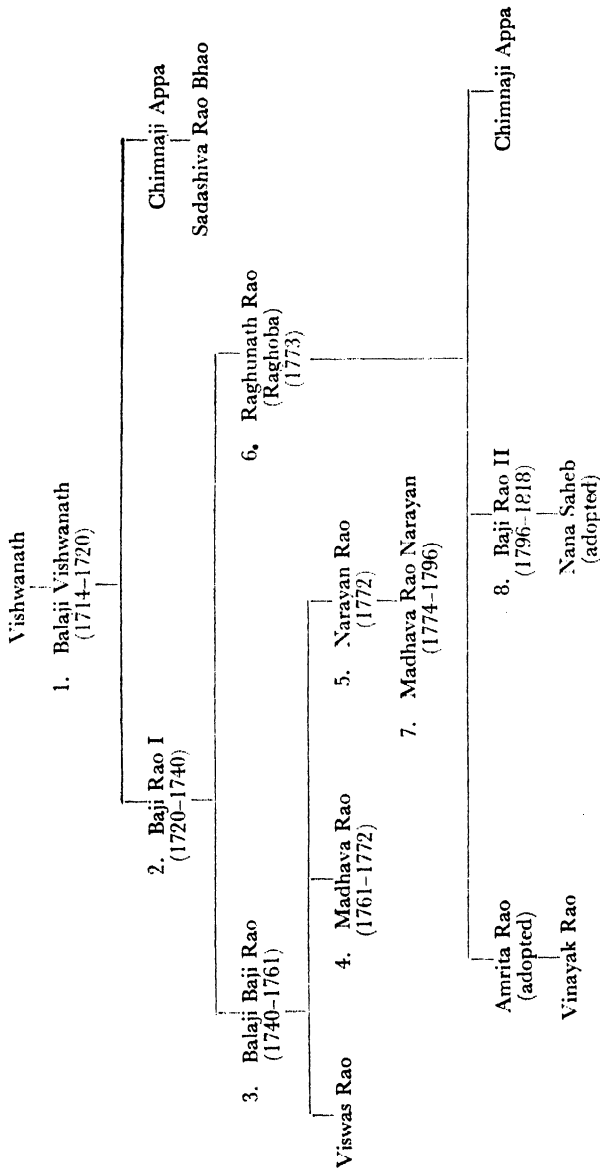 Vishwanath
1. Balaji Vishwanath
(1714–1720)
2. Baji Rao I
(1720–1740)
Chimnaji Appa
Sadashiva Rao Bhao
3. Balaji Baji Rao
(1740–1761)
6. Raghunath Rao
(Raghoba)
(1773)
Viswas Rao
4. Madhava Rao
(1761–1772)
5. Narayan Rao
(1772)
7. Madhava Rao Narayan
(1774–1796)
Amrita Rao
(adopted)
Vinayak Rao
8. Baji Rao II
(1796–1818)
Nana Saheb
(adopted)
Chimnaji Appa